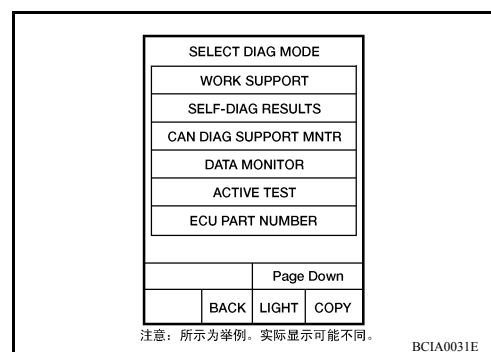 SELECT DIAG MODE
WORK SUPPORT
SELF-DIAG RESULTS
CAN DIAG SUPPORT MNTR
DATA MONITOR
ACTIVE TEST
ECU PART NUMBER
Page Down
BACK LIGHT COPY
注意：所示为举例。实际显示可能不同。
BCIA0031E